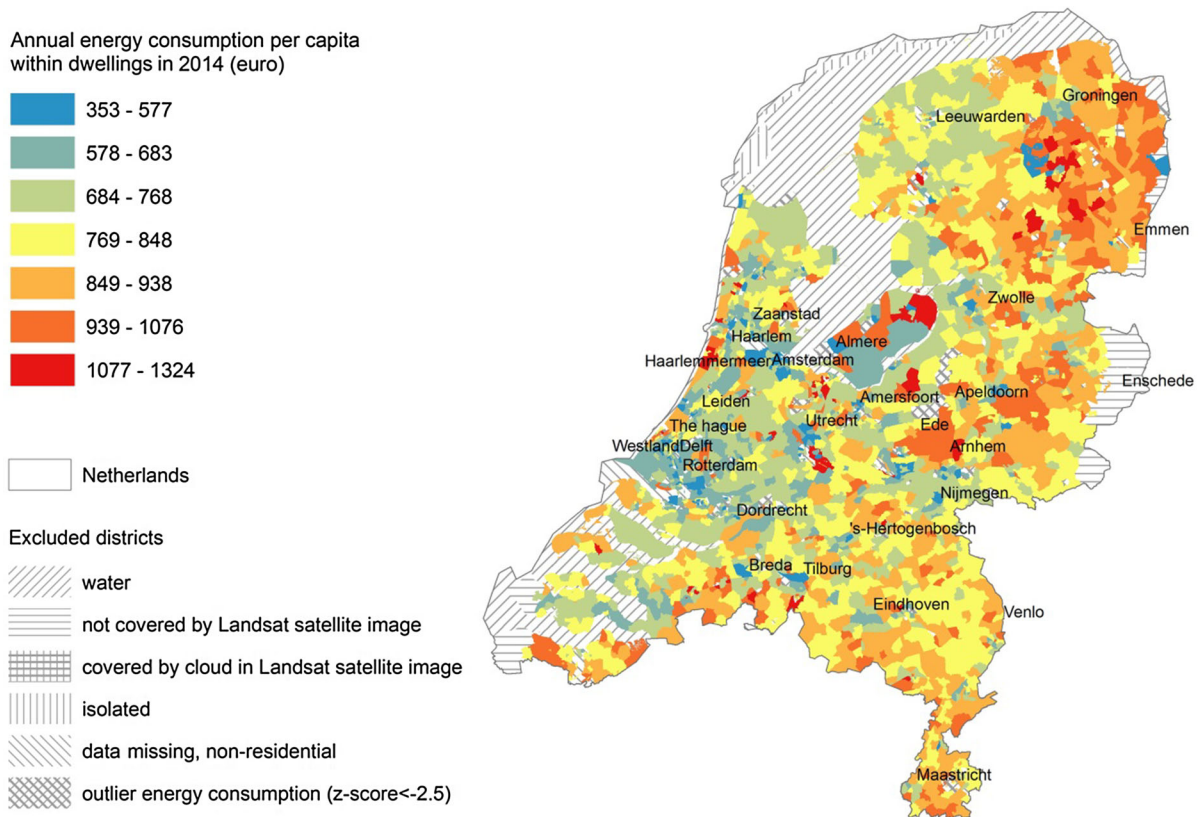 Annual energy consumption per capita
within dwellings in 2014 (euro)
353 - 577
578 - 683
684 - 768
769 - 848
849 - 938
939 - 1076
1077 - 1324
Netherlands
Excluded districts
water
not covered by Landsat satellite image
covered by cloud in Landsat satellite image
isolated
data missing, non-residential
outlier energy consumption (z-score<-2.5)
Groningen
Leeuwarden
Emmen
Zwolle
Zaanstad
Haarlem
Almere
Haarlemmermeer
Amsterdam
Enschede
Apeldoorn
Amersfoort
Leiden
Utrecht
The hague
Ede
Westland
Delft
Arnhem
Rotterdam
Nijmegen
Dordrecht
's-Hertogenbosch
Breda
Tilburg
Eindhoven
Venlo
Maastricht